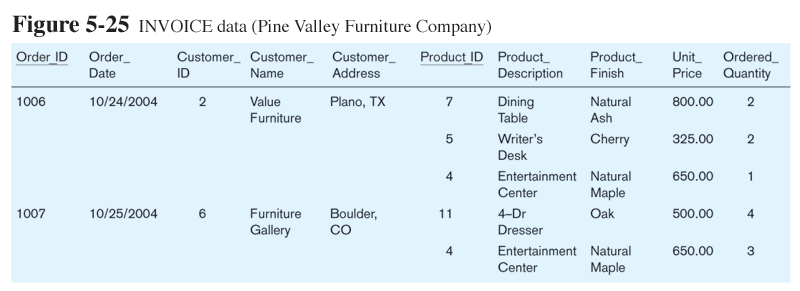 Figure 5-25 INVOICE data (Pine Valley Furniture Company)
Order_ID Order_ Customer_ Customer_ Customer_ Product_ID Product_ Product_ Unit_ Ordered_
Date ID Name Address Description Finish Price Quantity
1006 10/24/2004 2 Value Plano, TX 7 Dining Natural 800.00 2
Furniture Table Ash
5 Writer's Cherry 325.00 2
Desk
4 Entertainment Natural 650.00 1
Center Maple
1007 10/25/2004 6 Furniture Boulder, 11 4–Dr Oak 500.00 4
Gallery CO Dresser
4 Entertainment Natural 650.00 3
Center Maple